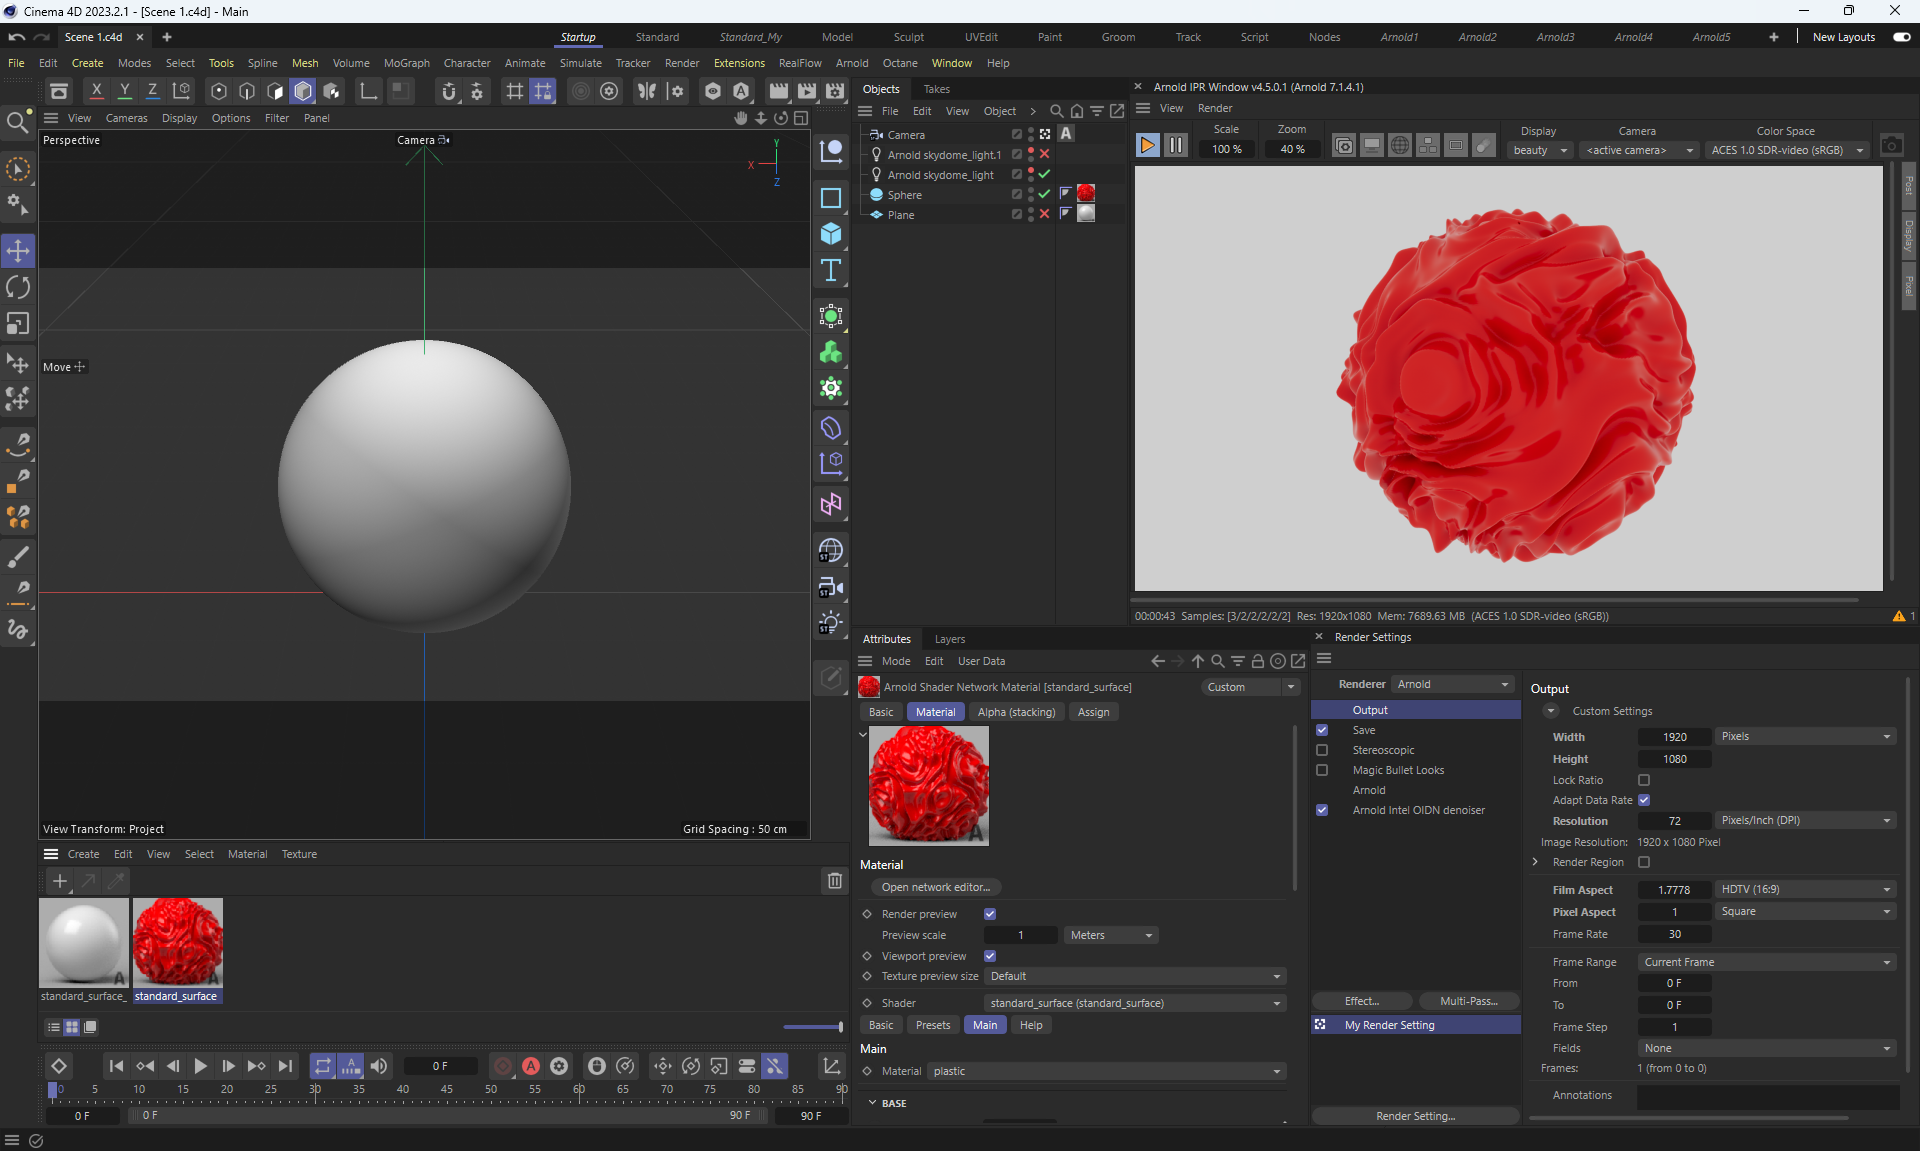 Cinema 4D 2023.2.1 - [Scene 1.c4d] - Main
Scene 1.c4d
Startup Standard Standard_My Model Sculpt UVEdit Paint Groom Track Script Nodes Arnold1 Arnold2 Arnold3 Arnold4 Arnold5 New Layouts
File Edit Create Modes Select Tools Spline Mesh Volume MoGraph Character Animate Simulate Tracker Render Extensions RealFlow Arnold Octane Window Help
X Y Z
View Cameras Display Options Filter Panel
Perspective
Camera
Y
X
Z
Move
View Transform: Project
Grid Spacing : 50 cm
Objects Takes
File Edit View Object
Camera
Arnold skydome_light.1
Arnold skydome_light
Sphere
Plane
Arnold IPR Window v4.5.0.1 (Arnold 7.1.4.1)
View Render
Scale Zoom Display Camera Color Space
100 % 40 % beauty <active camera> ACES 1.0 SDR-video (sRGB)
Post
Display
Pixel
00:00:43 Samples: [3/2/2/2/2/2] Res: 1920x1080 Mem: 7689.63 MB (ACES 1.0 SDR-video (sRGB))
1
Create Edit View Select Material Texture
standard_surface_
standard_surface
0 F
0 5 10 15 20 25 30 35 40 45 50 55 60 65 70 75 80 85 90
0 F 0 F 90 F 90 F
Attributes Layers
Mode Edit User Data
Arnold Shader Network Material [standard_surface]
Custom
Basic Material Alpha (stacking) Assign
Material
Open network editor...
Render preview
Preview scale 1 Meters
Viewport preview
Texture preview size Default
Shader standard_surface (standard_surface)
Basic Presets Main Help
Main
Material plastic
BASE
Render Settings
Renderer Arnold
Output
Save
Stereoscopic
Magic Bullet Looks
Arnold
Arnold Intel OIDN denoiser
Effect... Multi-Pass...
My Render Setting
Render Setting...
Output
Custom Settings
Width 1920 Pixels
Height 1080
Lock Ratio
Adapt Data Rate
Resolution 72 Pixels/Inch (DPI)
Image Resolution: 1920 x 1080 Pixel
Render Region
Film Aspect 1.7778 HDTV (16:9)
Pixel Aspect 1 Square
Frame Rate 30
Frame Range Current Frame
From 0 F
To 0 F
Frame Step 1
Fields None
Frames: 1 (from 0 to 0)
Annotations